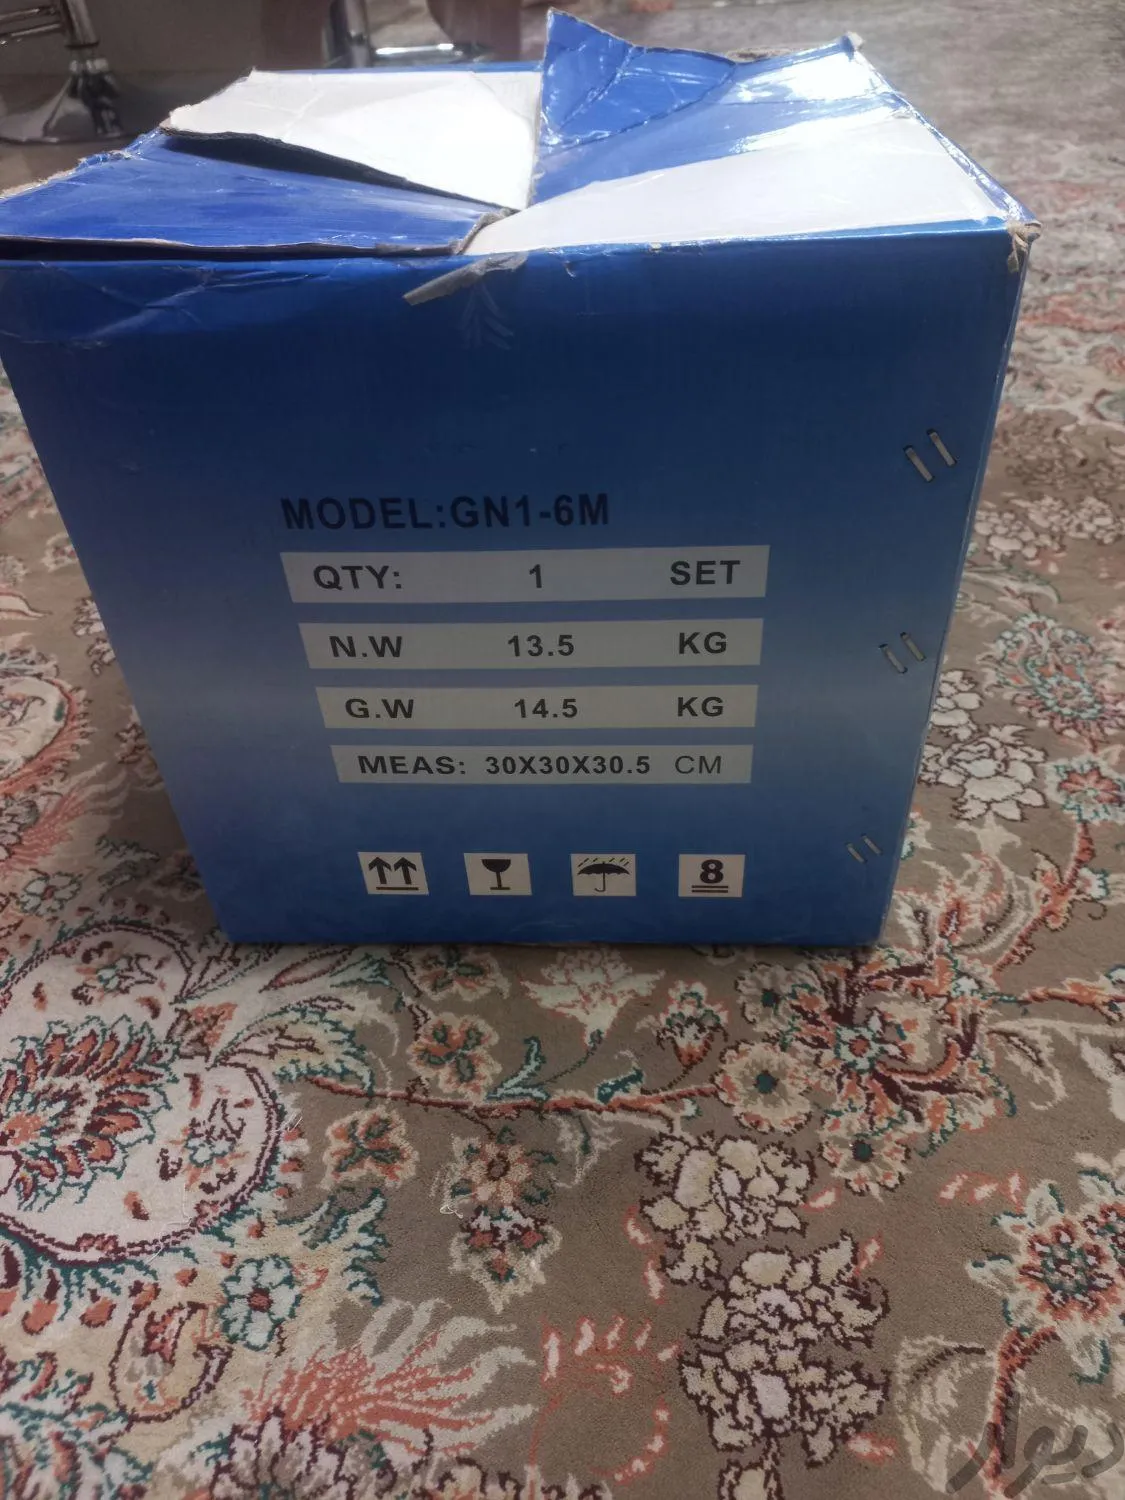 MODEL:GN1-6M
QTY: 1 SET
N.W 13.5 KG
G.W 14.5 KG
MEAS: 30X30X30.5 CM
8
دیوار